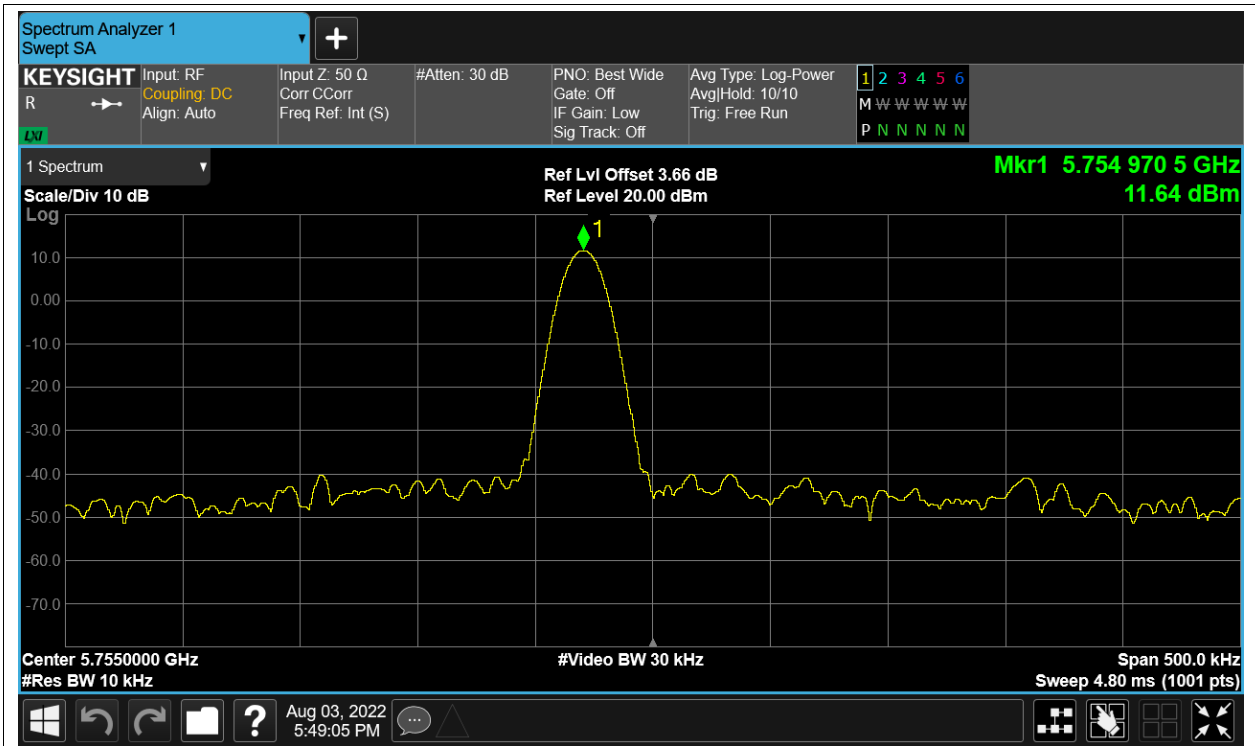 Spectrum Analyzer 1
Swept SA
+
KEYSIGHT
R
LXI
Input: RF
Coupling: DC
Align: Auto
Input Z: 50 Ω
Corr CCorr
Freq Ref: Int (S)
#Atten: 30 dB
PNO: Best Wide
Gate: Off
IF Gain: Low
Sig Track: Off
Avg Type: Log-Power
Avg|Hold: 10/10
Trig: Free Run
1 2 3 4 5 6
M W W W W W W
P N N N N N
1 Spectrum
Scale/Div 10 dB
Log
Ref Lvl Offset 3.66 dB
Ref Level 20.00 dBm
Mkr1 5.754 970 5 GHz
11.64 dBm
1
10.0
0.00
-10.0
-20.0
-30.0
-40.0
-50.0
-60.0
-70.0
Center 5.7550000 GHz
#Res BW 10 kHz
#Video BW 30 kHz
Span 500.0 kHz
Sweep 4.80 ms (1001 pts)
?
Aug 03, 2022
5:49:05 PM